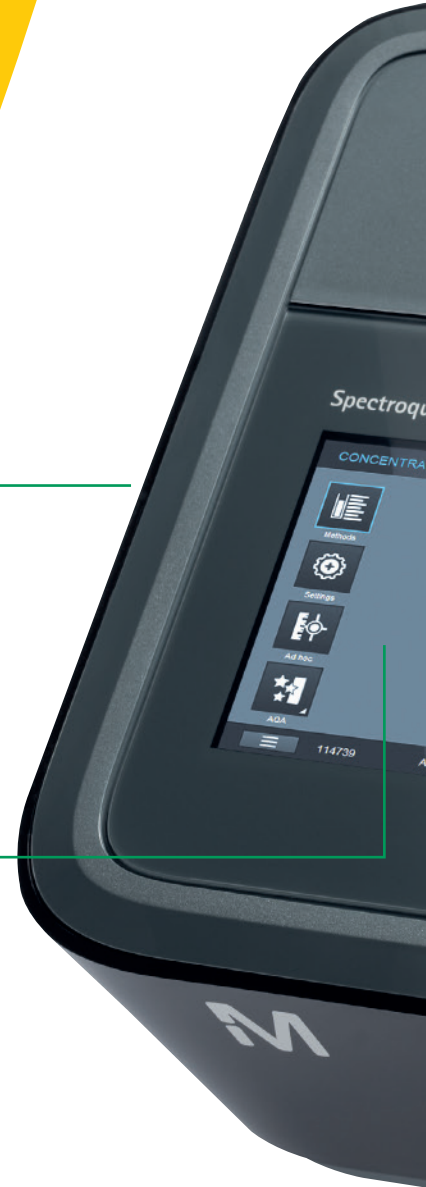 Spectroqu
CONCENTRA
Methods
Settings
Ad hoc
AQA
114739
A
M